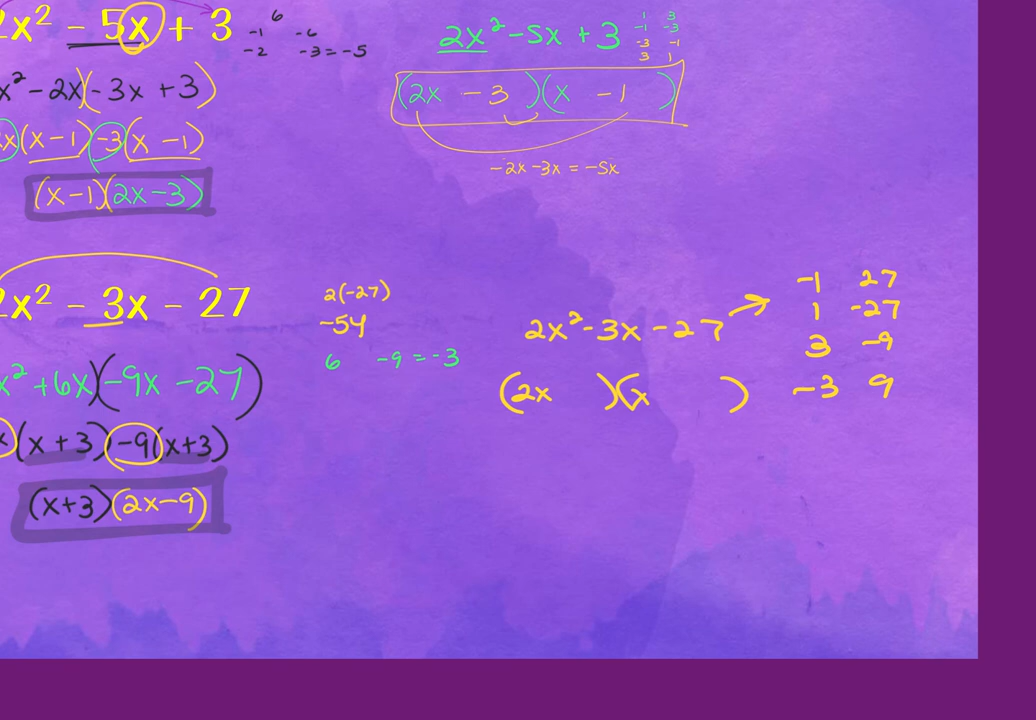 2x² - 5x + 3
6
-1 -6
-2 -3 = -5
x² - 2x)(-3x + 3)
x(x - 1) -3(x - 1)
(x - 1)(2x - 3)
2x² - 5x + 3
1 3
-1 -3
-3 -1
3 1
(2x - 3)(x - 1)
-2x - 3x = -5x
2x² - 3x - 27
2(-27)
-54
6 -9 = -3
x² + 6x)(-9x - 27)
x(x + 3) -9(x + 3)
(x + 3)(2x - 9)
2x² - 3x - 27 →
-1 27
1 -27
3 -9
-3 9
(2x )(x )